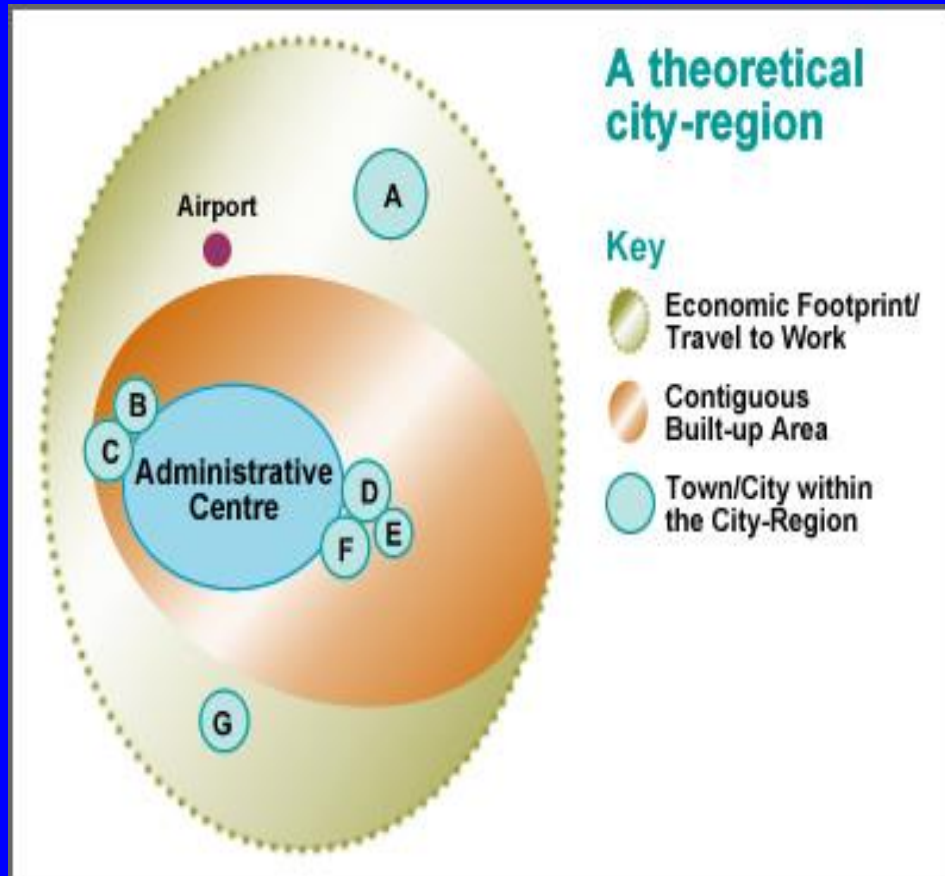 A theoretical
city-region
Airport
A
Key
Economic Footprint/
Travel to Work
Contiguous
Built-up Area
Town/City within
the City-Region
B
C
Administrative
Centre
D
E
F
G